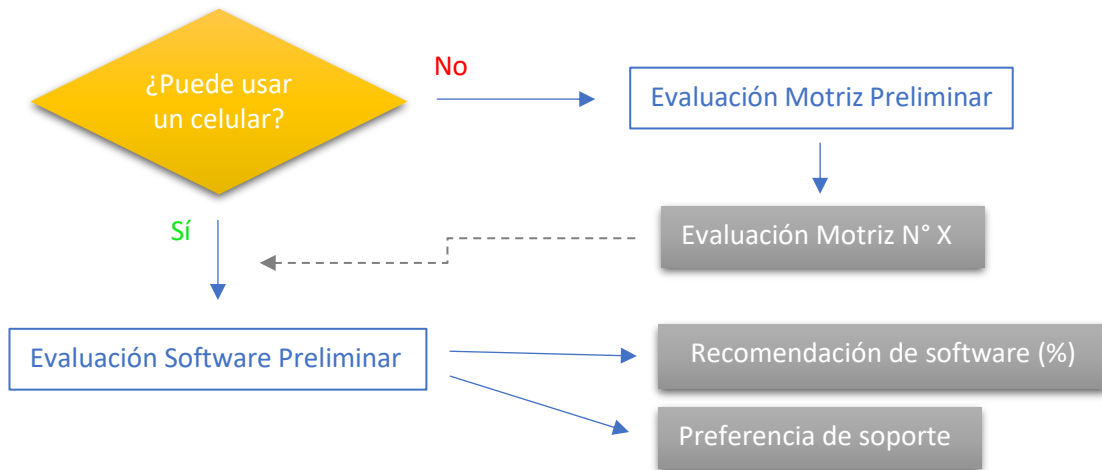 ¿Puede usar
un celular?
No
Evaluación Motriz Preliminar
Sí
Evaluación Motriz N° X
Evaluación Software Preliminar
Recomendación de software (%)
Preferencia de soporte